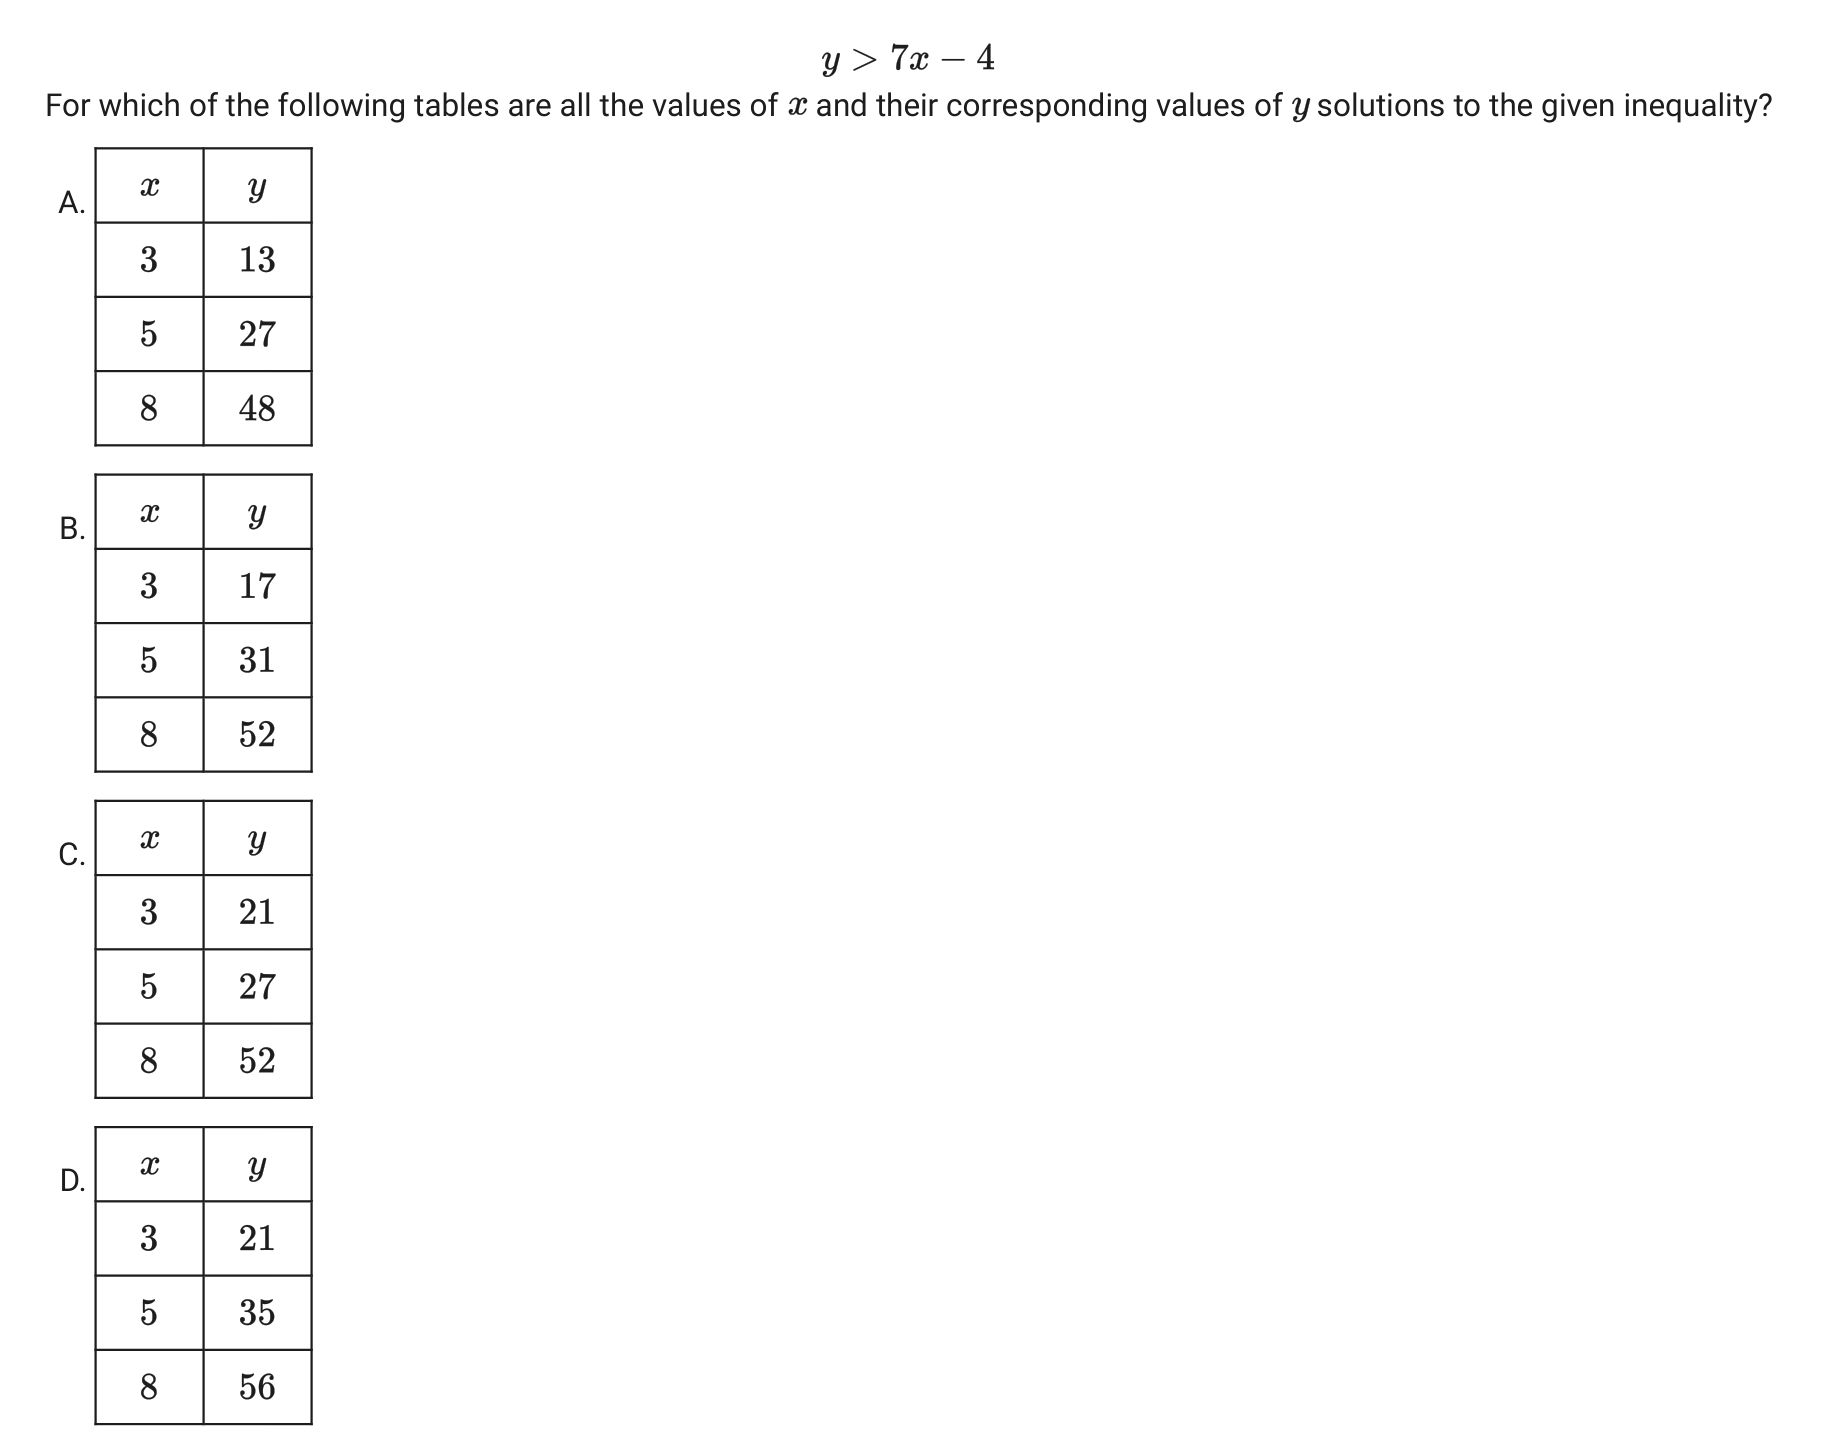 y > 7x − 4
For which of the following tables are all the values of x and their corresponding values of y solutions to the given inequality?
A.
x y
3 13
5 27
8 48
B.
x y
3 17
5 31
8 52
C.
x y
3 21
5 27
8 52
D.
x y
3 21
5 35
8 56